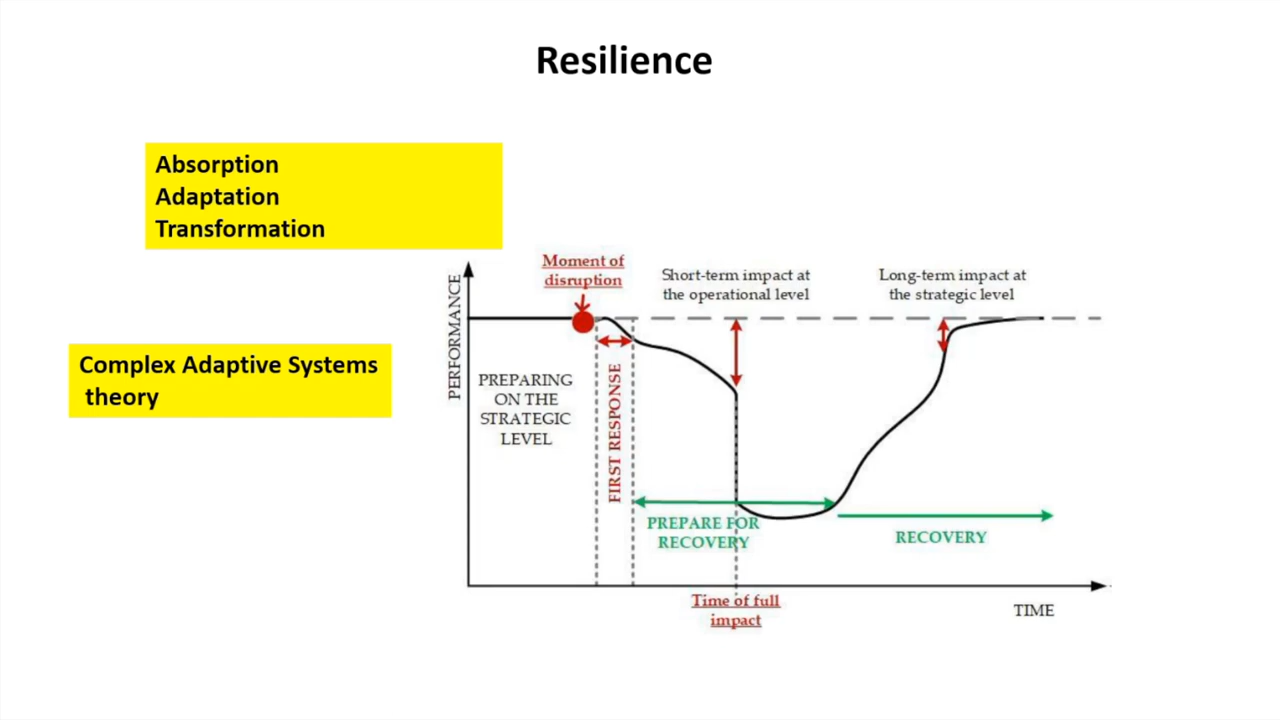 Resilience
Absorption
Adaptation
Transformation
Complex Adaptive Systems
theory
Moment of
disruption
Short-term impact at
the operational level
Long-term impact at
the strategic level
PERFORMANCE
PREPARING
ON THE
STRATEGIC
LEVEL
FIRST RESPONSE
PREPARE FOR
RECOVERY
RECOVERY
Time of full
impact
TIME